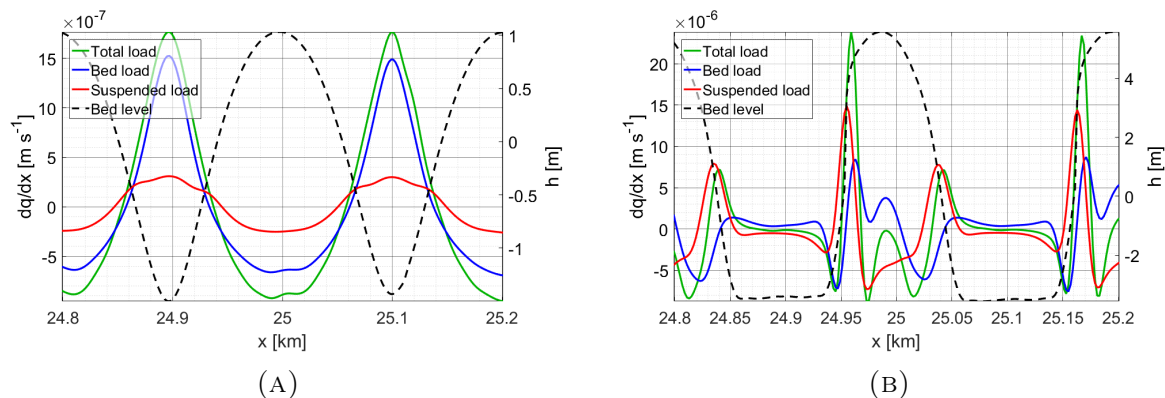 ×10⁻⁷
Total load
Bed load
Suspended load
Bed level
15
10
5
0
-5
dq/dx [m s⁻¹]
1
0.5
0
-0.5
-1
h [m]
24.8
24.9
25
25.1
25.2
x [km]
(A)
×10⁻⁶
Total load
Bed load
Suspended load
Bed level
20
15
10
5
0
-5
dq/dx [m s⁻¹]
4
2
0
-2
h [m]
24.8
24.85
24.9
24.95
25
25.05
25.1
25.15
25.2
x [km]
(B)